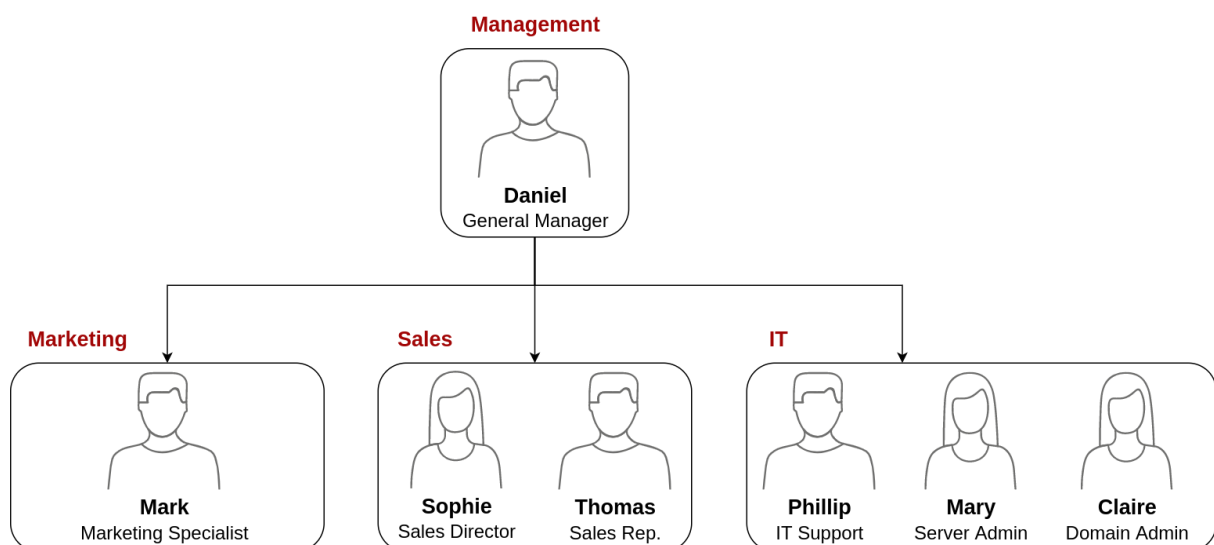 Management
Daniel
General Manager
Marketing
Mark
Marketing Specialist
Sales
Sophie
Sales Director
Thomas
Sales Rep.
IT
Phillip
IT Support
Mary
Server Admin
Claire
Domain Admin